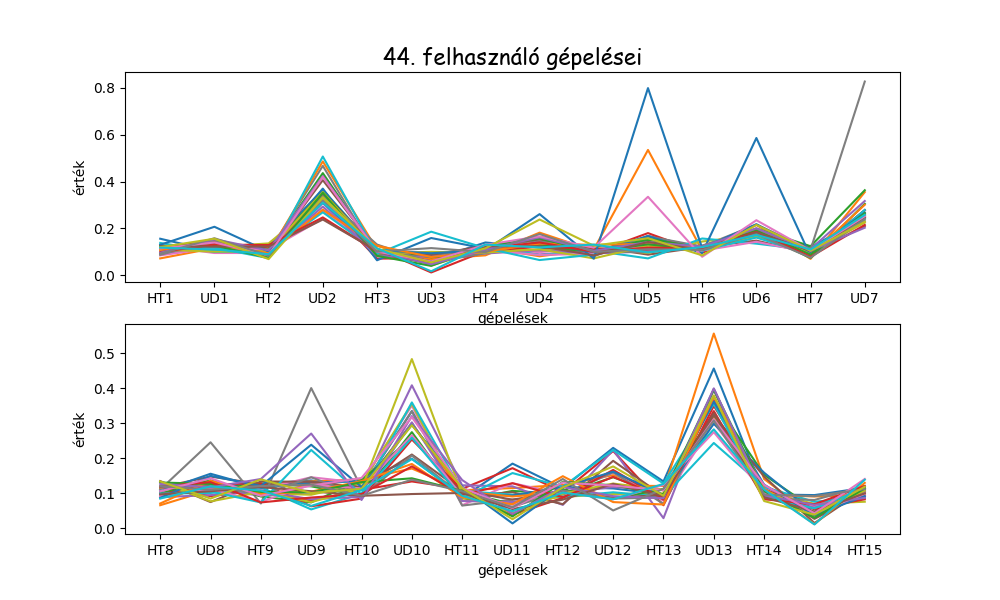 44. felhasználó gépelései
érték
0.8
0.6
0.4
0.2
0.0
HT1 UD1 HT2 UD2 HT3 UD3 HT4 UD4 HT5 UD5 HT6 UD6 HT7 UD7
gépelések
érték
0.5
0.4
0.3
0.2
0.1
0.0
HT8 UD8 HT9 UD9 HT10 UD10 HT11 UD11 HT12 UD12 HT13 UD13 HT14 UD14 HT15
gépelések